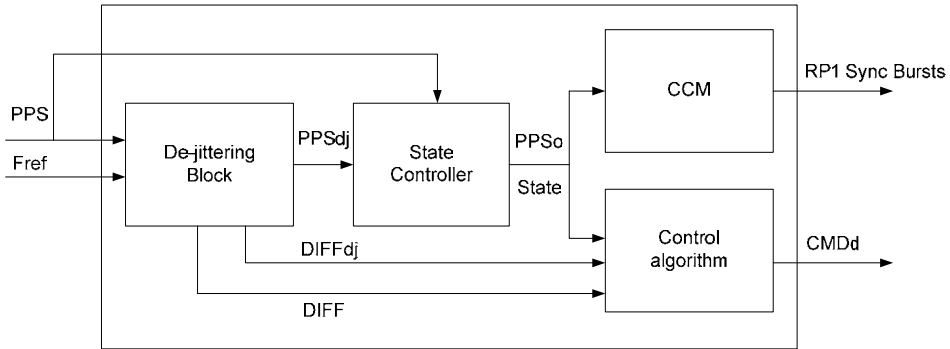 RP1 Sync Bursts
CCM
PPS
PPSdj
PPSo
De-jittering
Block
State
Controller
Fref
State
Control
algorithm
CMDd
DIFFdj
DIFF